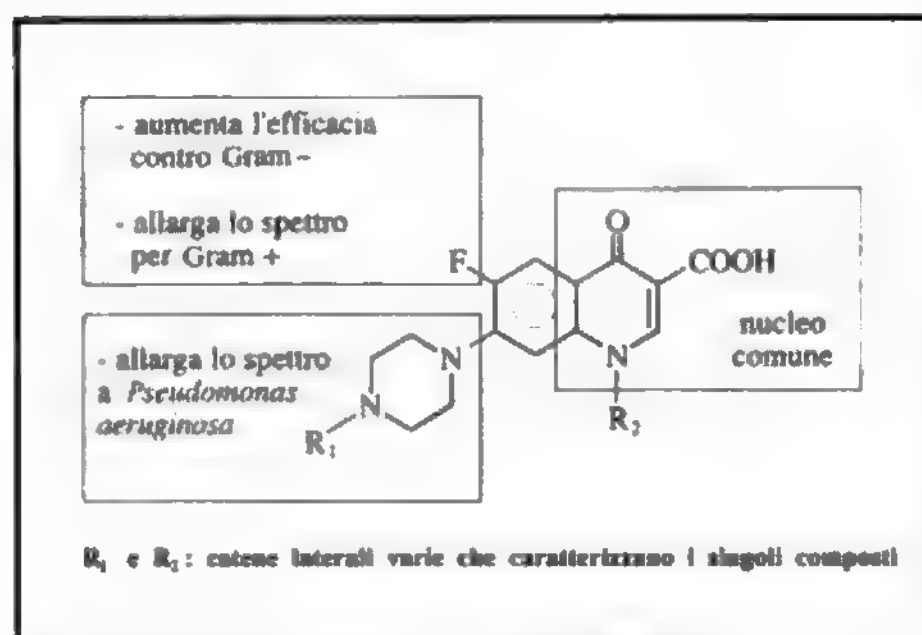 - aumenta l'efficacia
contro Gram -
- allarga lo spettro
per Gram +
- allarga lo spettro
a Pseudomonas
aeruginosa
O
F
COOH
nucleo
comune
N
N
N
R₁
R₂
R₁ e R₂: catene laterali varie che caratterizzano i singoli composti